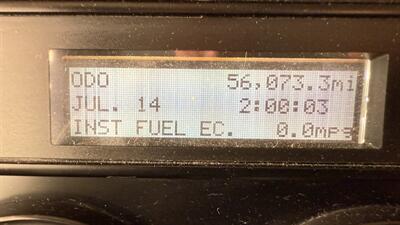 ODO 56,073.3mi
JUL. 14 2:00:03
INST FUEL EC. 0.0mpg